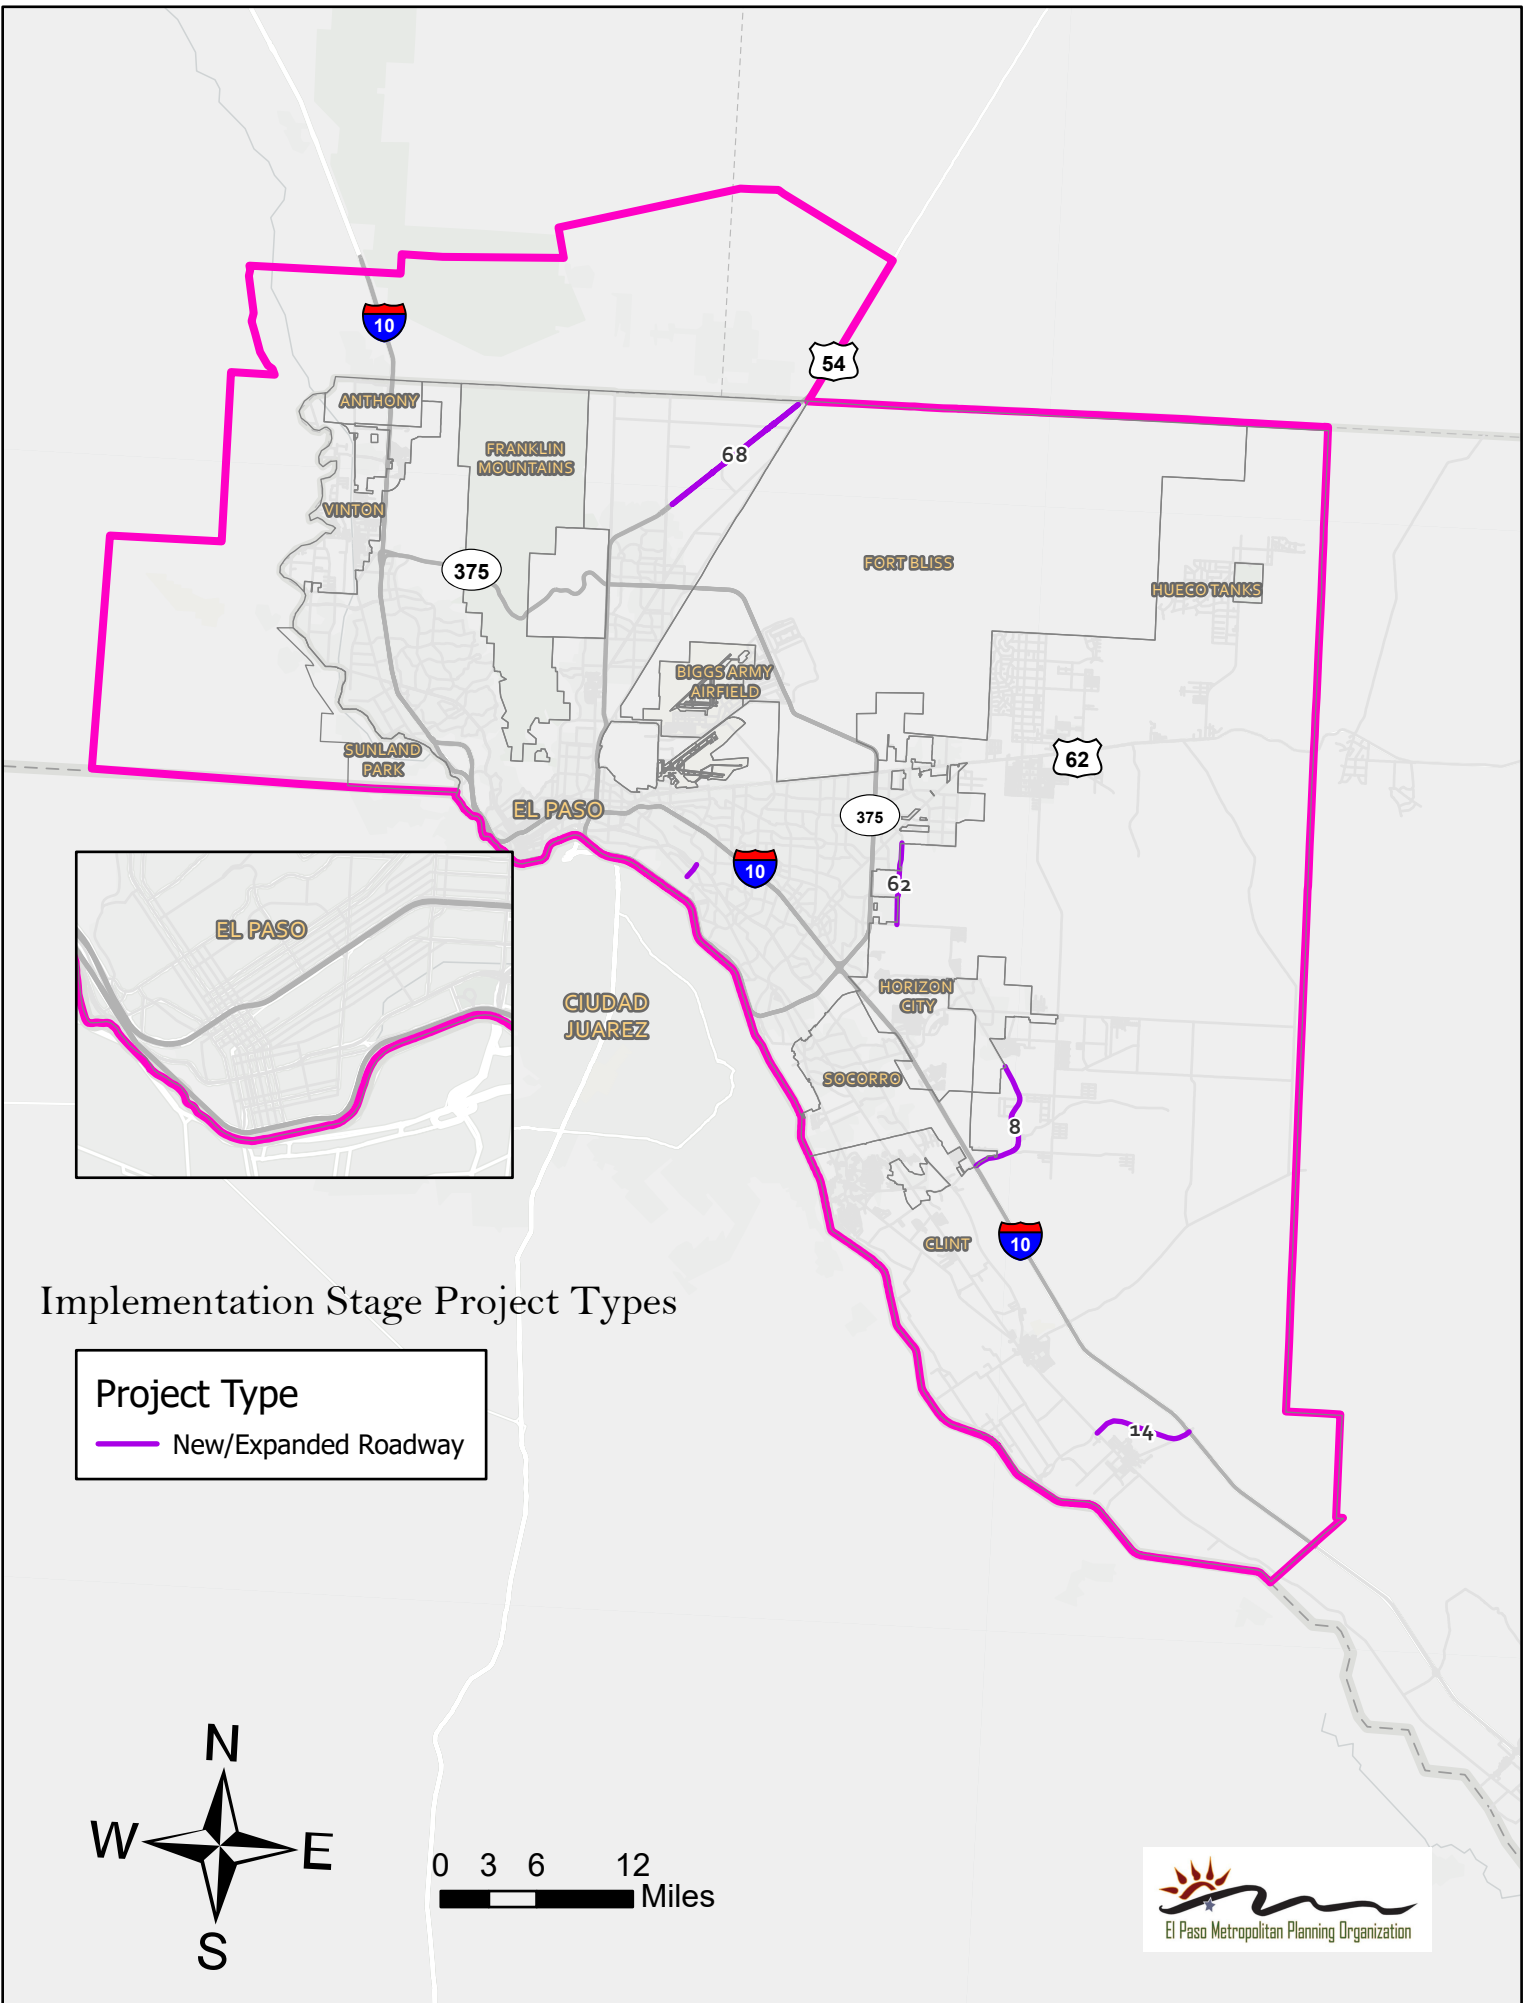 10
54
ANTHONY
FRANKLIN
MOUNTAINS
68
VINTON
375
FORT BLISS
HUECO TANKS
BIGGS ARMY
AIRFIELD
SUNLAND
PARK
62
EL PASO
375
10
62
EL PASO
CIUDAD
JUAREZ
HORIZON
CITY
SOCORRO
8
CLINT
10
Implementation Stage Project Types
Project Type
New/Expanded Roadway
14
N
W
E
S
0 3 6 12
Miles
El Paso Metropolitan Planning Organization